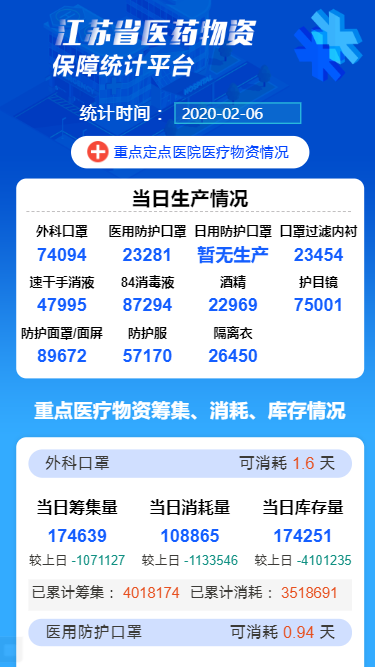 江苏省医药物资
保障统计平台
统计时间： 2020-02-06
重点定点医院医疗物资情况
当日生产情况
外科口罩 医用防护口罩 日用防护口罩 口罩过滤内衬
74094 23281 暂无生产 23454
速干手消液 84消毒液 酒精 护目镜
47995 87294 22969 75001
防护面罩/面屏 防护服 隔离衣
89672 57170 26450
重点医疗物资筹集、消耗、库存情况
外科口罩 可消耗 1.6 天
当日筹集量 当日消耗量 当日库存量
174639 108865 174251
较上日 -1071127 较上日 -1133546 较上日 -4101235
已累计筹集： 4018174 已累计消耗： 3518691
医用防护口罩 可消耗 0.94 天